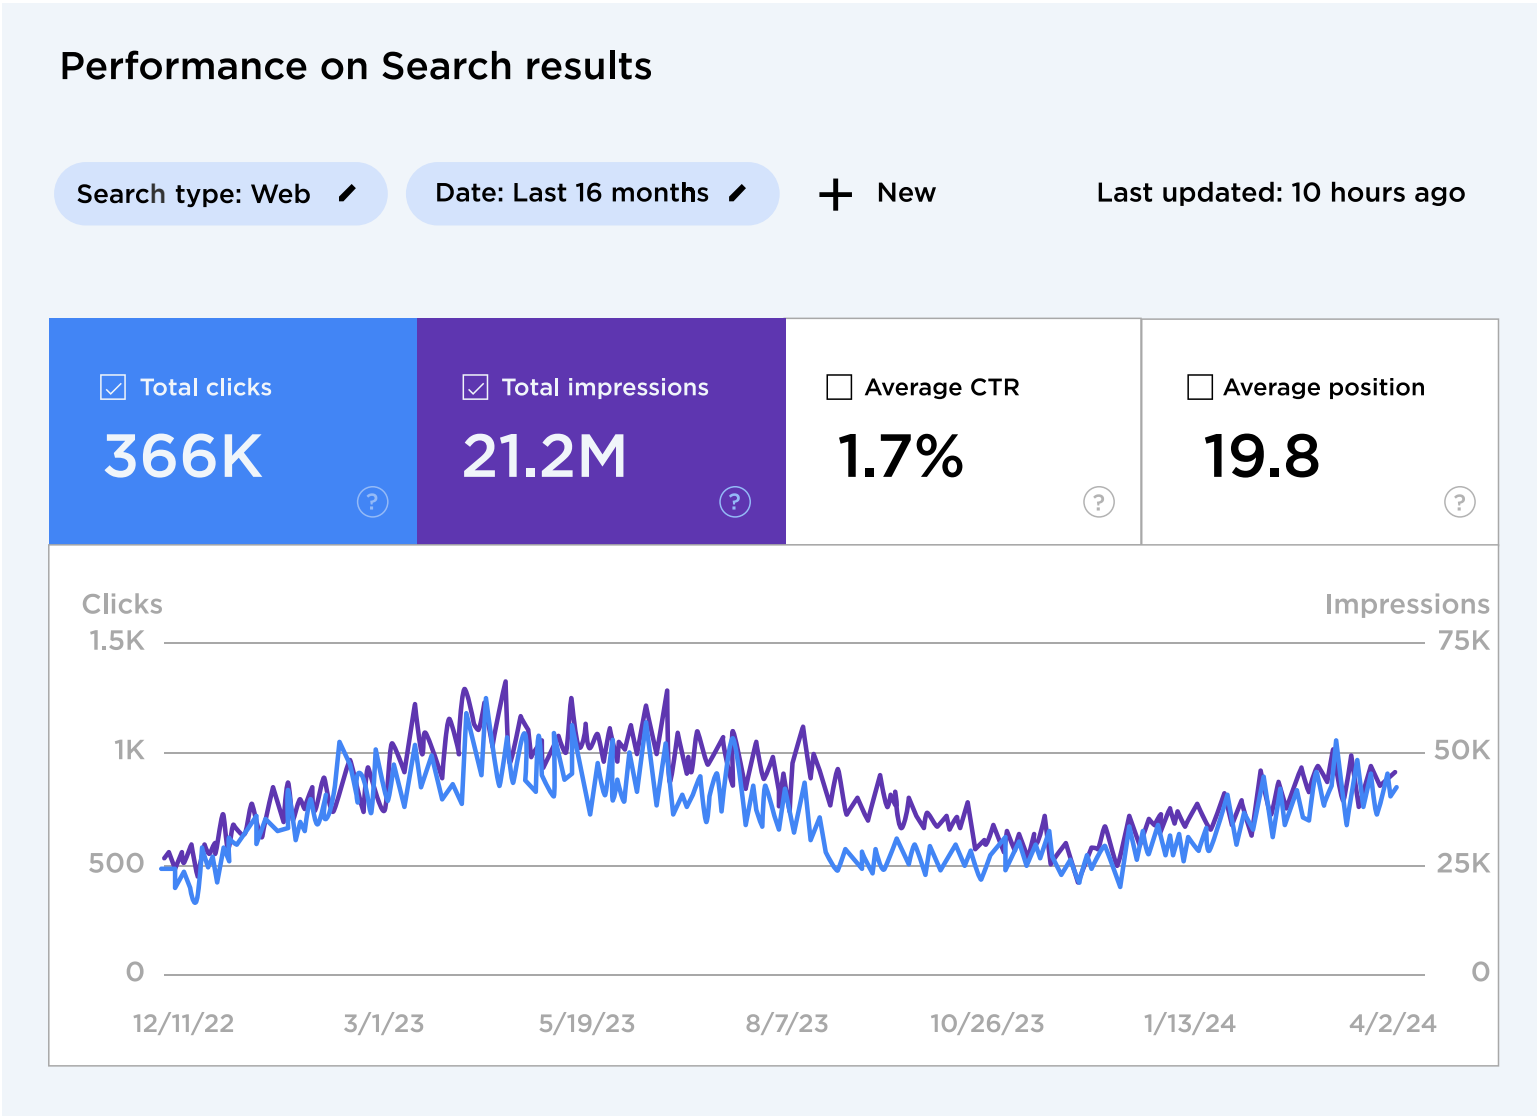 Performance on Search results
Search type: Web
Date: Last 16 months
New
Last updated: 10 hours ago
Total clicks
366K
?
Total impressions
21.2M
?
Average CTR
1.7%
?
Average position
19.8
?
Clicks
Impressions
1.5K
75K
1K
50K
500
25K
0
0
12/11/22 3/1/23 5/19/23 8/7/23 10/26/23 1/13/24 4/2/24